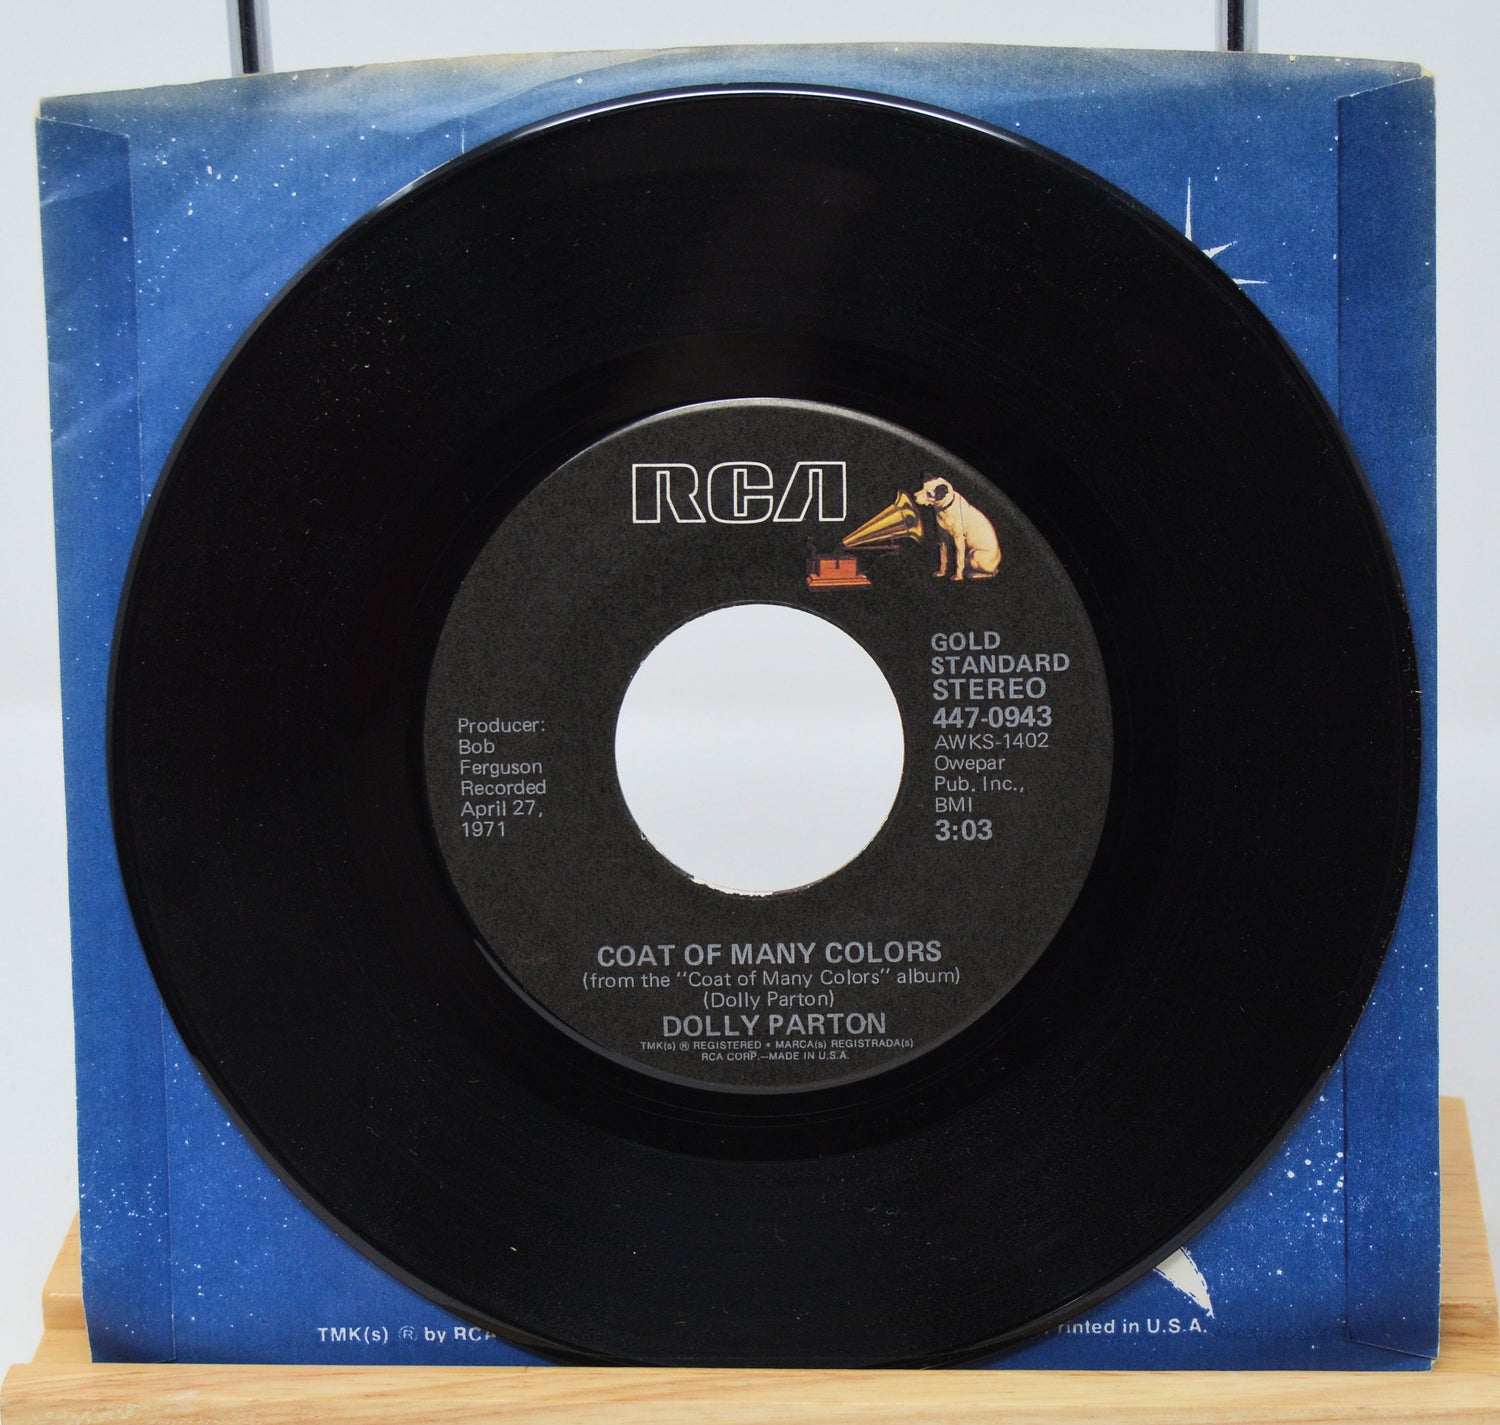 RCA
GOLD
STANDARD
STEREO
447-0943
AWKS-1402
Owepar
Pub. Inc.,
BMI
3:03
Producer:
Bob
Ferguson
Recorded
April 27,
1971
COAT OF MANY COLORS
(from the "Coat of Many Colors" album)
(Dolly Parton)
DOLLY PARTON
TMK(s) ® REGISTERED • MARCA(s) REGISTRADA(s)
RCA CORP.—MADE IN U.S.A.
TMK(s) ® by RCA
in U.S.A.